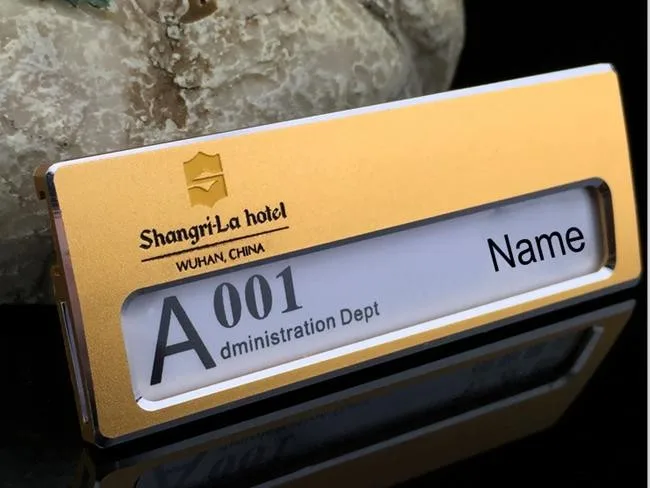 Shangri-La hotel
WUHAN, CHINA
A001
dministration Dept
Name